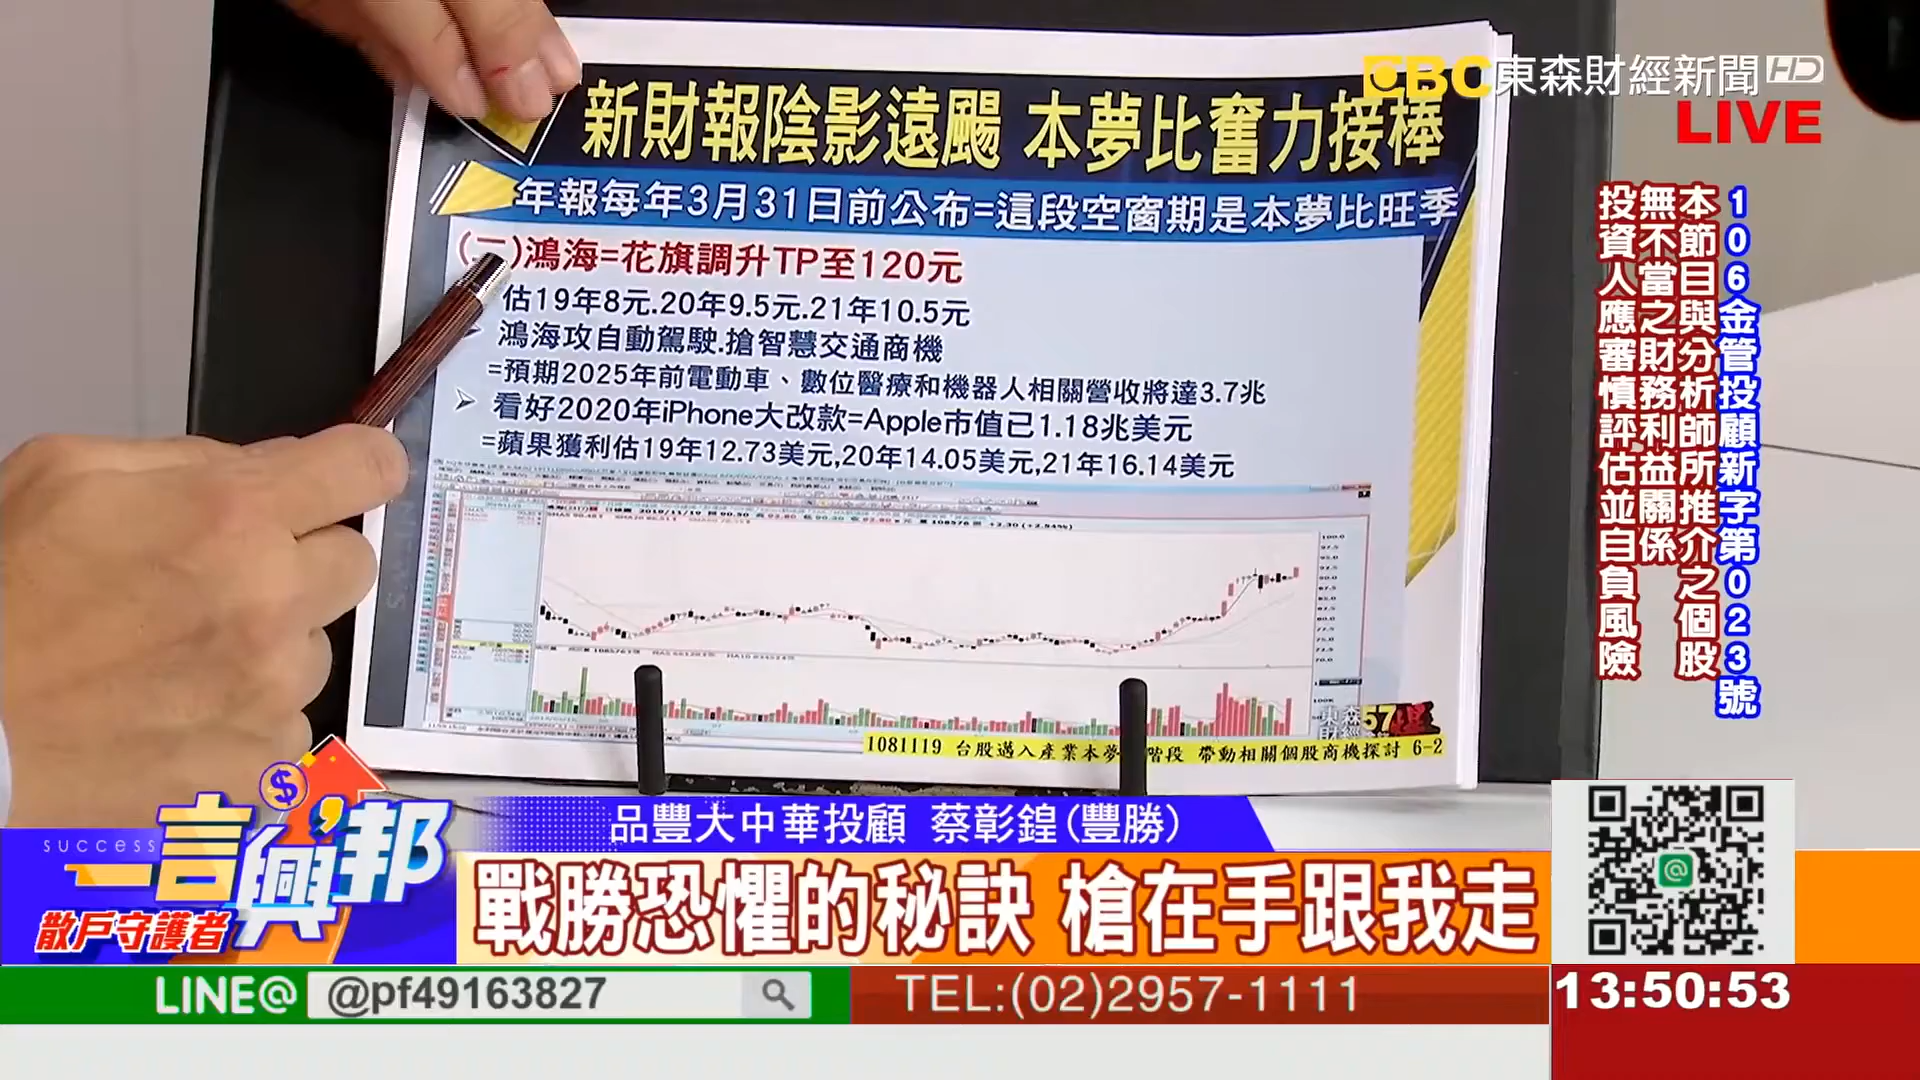 EBC東森財經新聞HD
LIVE
新財報陰影遠颺 本夢比奮力接棒
年報每年3月31日前公布=這段空窗期是本夢比旺季
(二)鴻海=花旗調升TP至120元
估19年8元.20年9.5元.21年10.5元
鴻海攻自動駕駛.搶智慧交通商機
=預期2025年前電動車、數位醫療和機器人相關營收將達3.7兆
看好2020年iPhone大改款=Apple市值已1.18兆美元
=蘋果獲利估19年12.73美元,20年14.05美元,21年16.14美元
東森57
財經
1081119 台股邁入產業本夢 階段 帶動相關個股商機探討 6-2
106金管投顧新字第023號
本節目與分析師所推介之個股
無不當之財務利益關係
投資人應審慎評估並自負風險
success
一言興邦
散戶守護者
品豐大中華投顧 蔡彰鍠(豐勝)
戰勝恐懼的秘訣 槍在手跟我走
LINE@ @pf49163827
TEL:(02)2957-1111
13:50:53